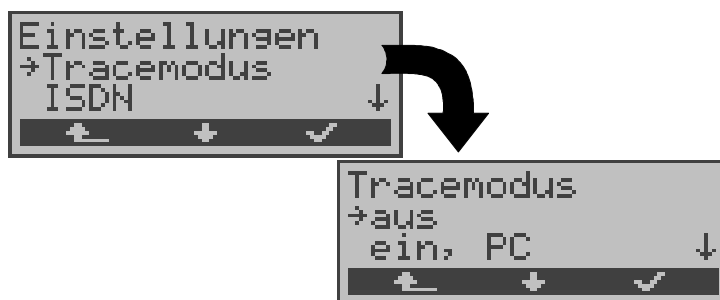 Einstellungen
→Tracemodus
ISDN ↓
Tracemodus
→aus
ein, PC ↓